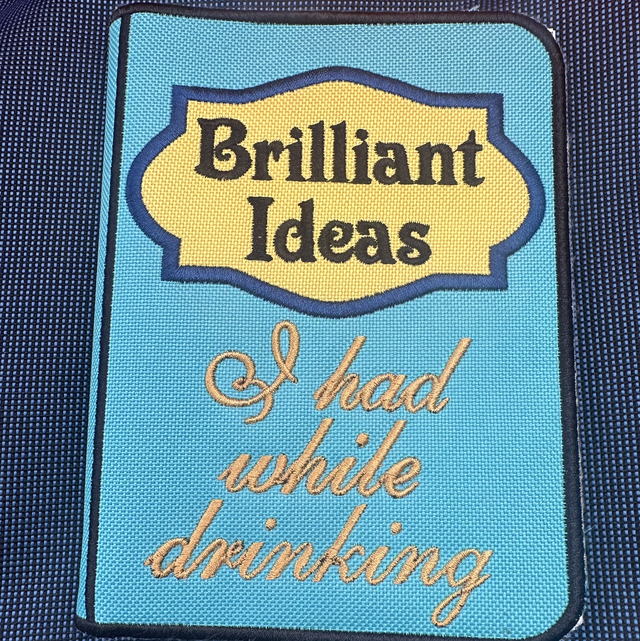 Brilliant
Ideas
I had
while
drinking